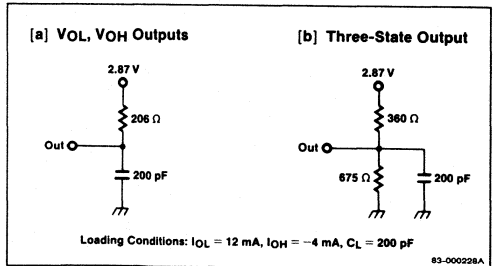 [a] VOL, VOH Outputs
2.87 V
206 Ω
Out
200 pF
[b] Three-State Output
2.87 V
360 Ω
Out
675 Ω
200 pF
Loading Conditions: IOL = 12 mA, IOH = −4 mA, CL = 200 pF
83-000228A